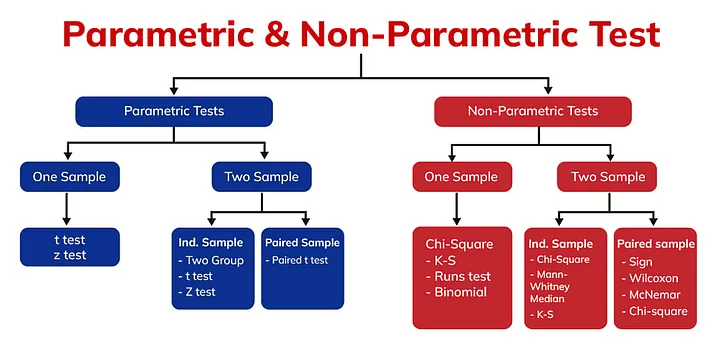 Parametric & Non-Parametric Test
Parametric Tests
Non-Parametric Tests
One Sample
Two Sample
One Sample
Two Sample
t test
z test
Ind. Sample
- Two Group
- t test
- Z test
Paired Sample
- Paired t test
Chi-Square
- K-S
- Runs test
- Binomial
Ind. Sample
- Chi-Square
- Mann-
Whitney
Median
- K-S
Paired sample
- Sign
- Wilcoxon
- McNemar
- Chi-square